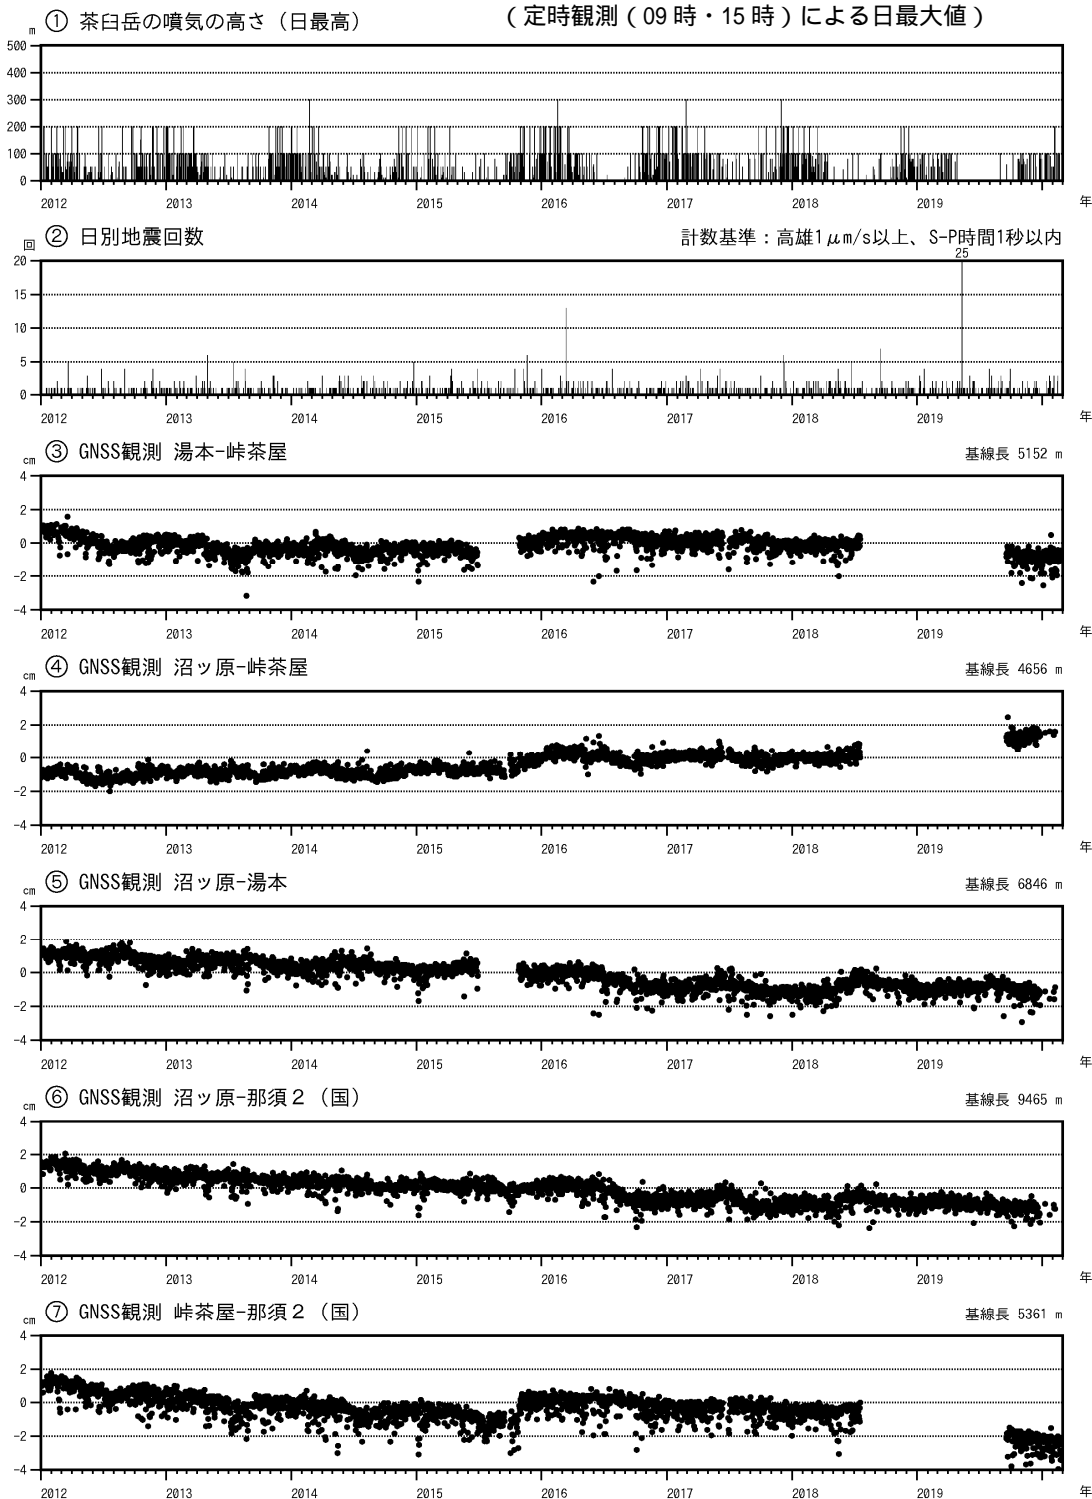 ① 茶臼岳の噴気の高さ（日最高） （定時観測（09時・15時）による日最大値）
m
500
400
300
200
100
0
2012 2013 2014 2015 2016 2017 2018 2019 年
② 日別地震回数 計数基準：高雄1μm/s以上、S-P時間1秒以内
回
25
20
15
10
5
0
2012 2013 2014 2015 2016 2017 2018 2019 年
③ GNSS観測 湯本-峠茶屋 基線長 5152 m
cm
4
2
0
-2
-4
2012 2013 2014 2015 2016 2017 2018 2019 年
④ GNSS観測 沼ッ原-峠茶屋 基線長 4656 m
cm
4
2
0
-2
-4
2012 2013 2014 2015 2016 2017 2018 2019 年
⑤ GNSS観測 沼ッ原-湯本 基線長 6846 m
cm
4
2
0
-2
-4
2012 2013 2014 2015 2016 2017 2018 2019 年
⑥ GNSS観測 沼ッ原-那須２（国） 基線長 9465 m
cm
4
2
0
-2
-4
2012 2013 2014 2015 2016 2017 2018 2019 年
⑦ GNSS観測 峠茶屋-那須２（国） 基線長 5361 m
cm
4
2
0
-2
-4
2012 2013 2014 2015 2016 2017 2018 2019 年